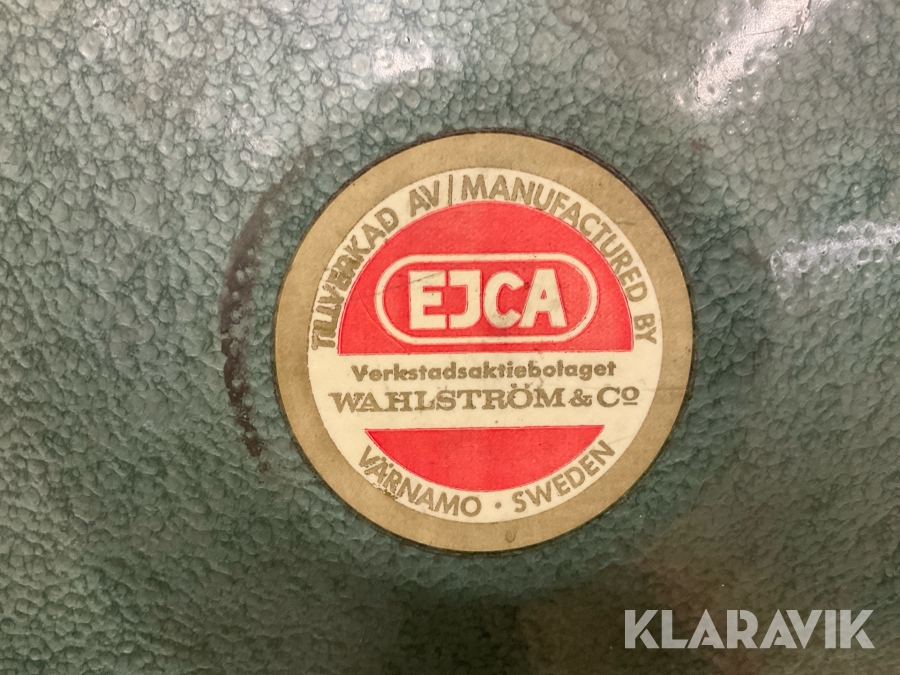 TILLVERKAD AV/MANUFACTURED BY
EJCA
Verkstadsaktiebolaget
WAHLSTRÖM & Co
VÄRNAMO · SWEDEN
KLARAVIK